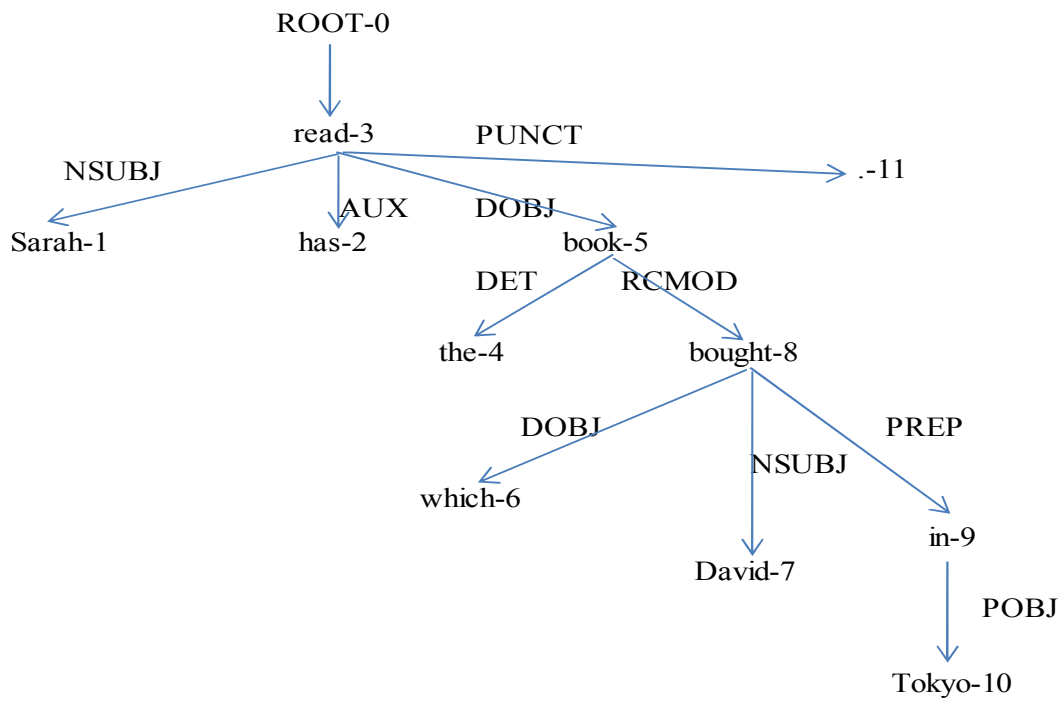 ROOT-0
read-3
PUNCT
NSUBJ
.-11
AUX
DOBJ
Sarah-1
has-2
book-5
DET
RCMOD
the-4
bought-8
DOBJ
PREP
NSUBJ
which-6
in-9
David-7
POBJ
Tokyo-10